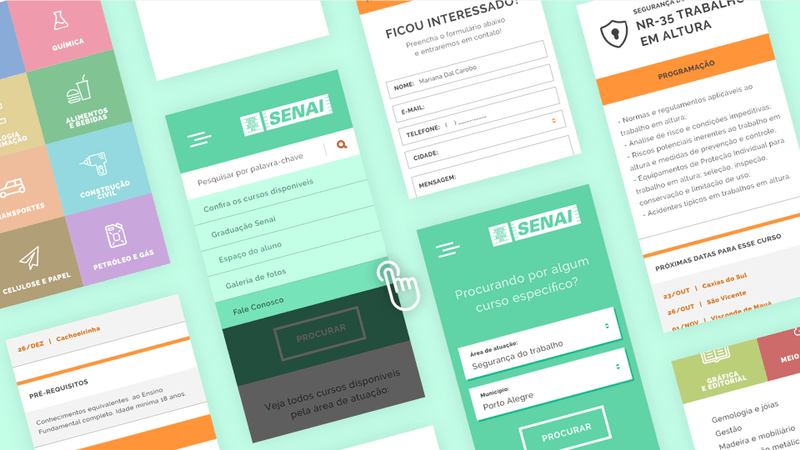 QUÍMICA
ALIMENTOS
E BEBIDAS
CONSTRUÇÃO
CIVIL
PETRÓLEO E GÁS
CELULOSE E PAPEL
26/DEZ | Cachoeirinha
PRÉ-REQUISITOS
Conhecimentos equivalentes ao Ensino
Fundamental completo. Idade mínima 18 anos.
SENAI
Pesquisar por palavra-chave
Confira os cursos disponíveis
Graduação Senai
Espaço do aluno
Galeria de fotos
Fale Conosco
PROCURAR
Veja todos cursos disponíveis
pela área de atuação:
FICOU INTERESSADO?
Preencha o formulário abaixo
e entraremos em contato!
NOME: Mariana Dal Carobo
E-MAIL:
TELEFONE: ( ) _____-____
CIDADE:
MENSAGEM:
SENAI
Procurando por algum
curso específico?
Área de atuação:
Segurança do trabalho
Município:
Porto Alegre
PROCURAR
NR-35 TRABALHO
EM ALTURA
PROGRAMAÇÃO
- Normas e regulamentos aplicáveis ao
trabalho em altura;
- Análise de risco e condições impeditivas;
- Riscos potenciais inerentes ao trabalho em
altura e medidas de prevenção e controle;
- Equipamentos de Proteção Individual para
trabalho em altura: seleção, inspeção,
conservação e limitação de uso;
- Acidentes típicos em trabalhos em altura.
PRÓXIMAS DATAS PARA ESSE CURSO
23/OUT | Caxias do Sul
26/OUT | São Vicente
01/NOV | Visconde de Mauá
GRÁFICA
E EDITORIAL
Gemologia e jóias
Gestão
Madeira e mobiliário